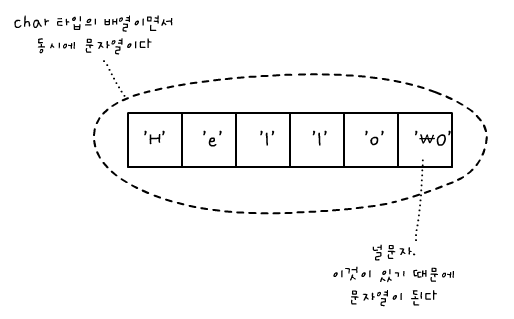 char 타입의 배열이면서
동시에 문자열이다
'H' 'e' 'l' 'l' 'o' '₩0'
널문자.
이것이 있기 때문에
문자열이 된다